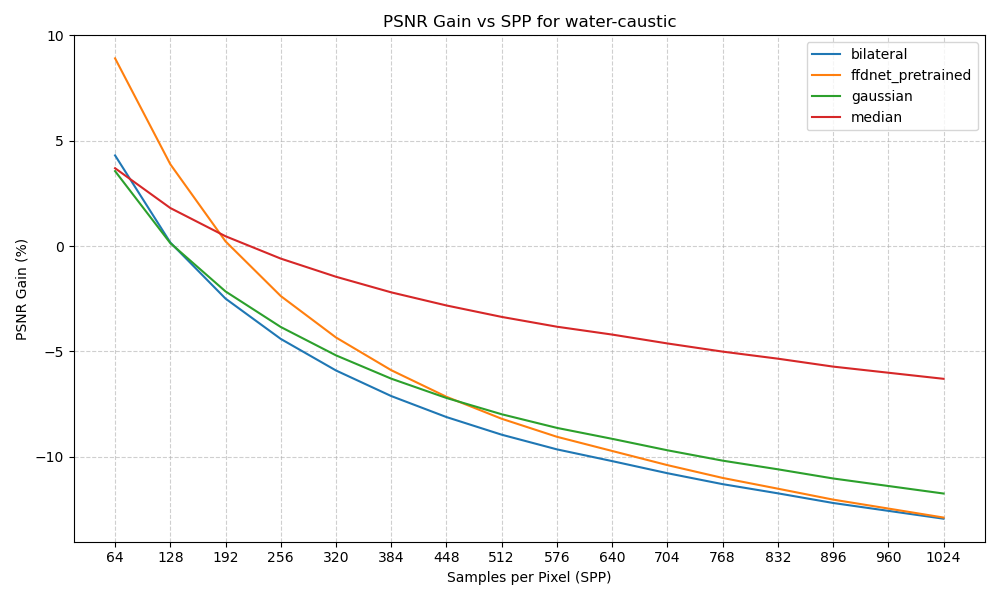 PSNR Gain vs SPP for water-caustic
PSNR Gain (%)
10
5
0
−5
−10
bilateral
ffdnet_pretrained
gaussian
median
64 128 192 256 320 384 448 512 576 640 704 768 832 896 960 1024
Samples per Pixel (SPP)